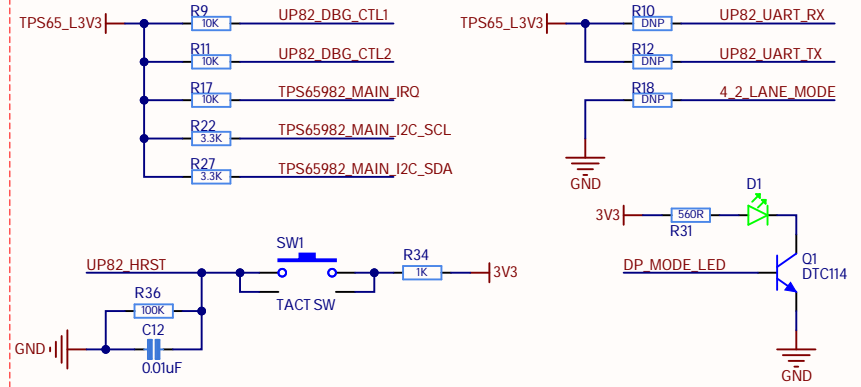 R9
TPS65_L3V3
10K
UP82_DBG_CTL1
R11
10K
UP82_DBG_CTL2
R17
10K
TPS65982_MAIN_IRQ
R22
3.3K
TPS65982_MAIN_I2C_SCL
R27
3.3K
TPS65982_MAIN_I2C_SDA
R10
TPS65_L3V3
DNP
UP82_UART_RX
R12
DNP
UP82_UART_TX
R18
DNP
4_2_LANE_MODE
GND
D1
3V3
560R
R31
DP_MODE_LED
Q1
DTC114
GND
SW1
UP82_HRST
R34
1K
3V3
TACT SW
R36
100K
C12
GND
0.01uF